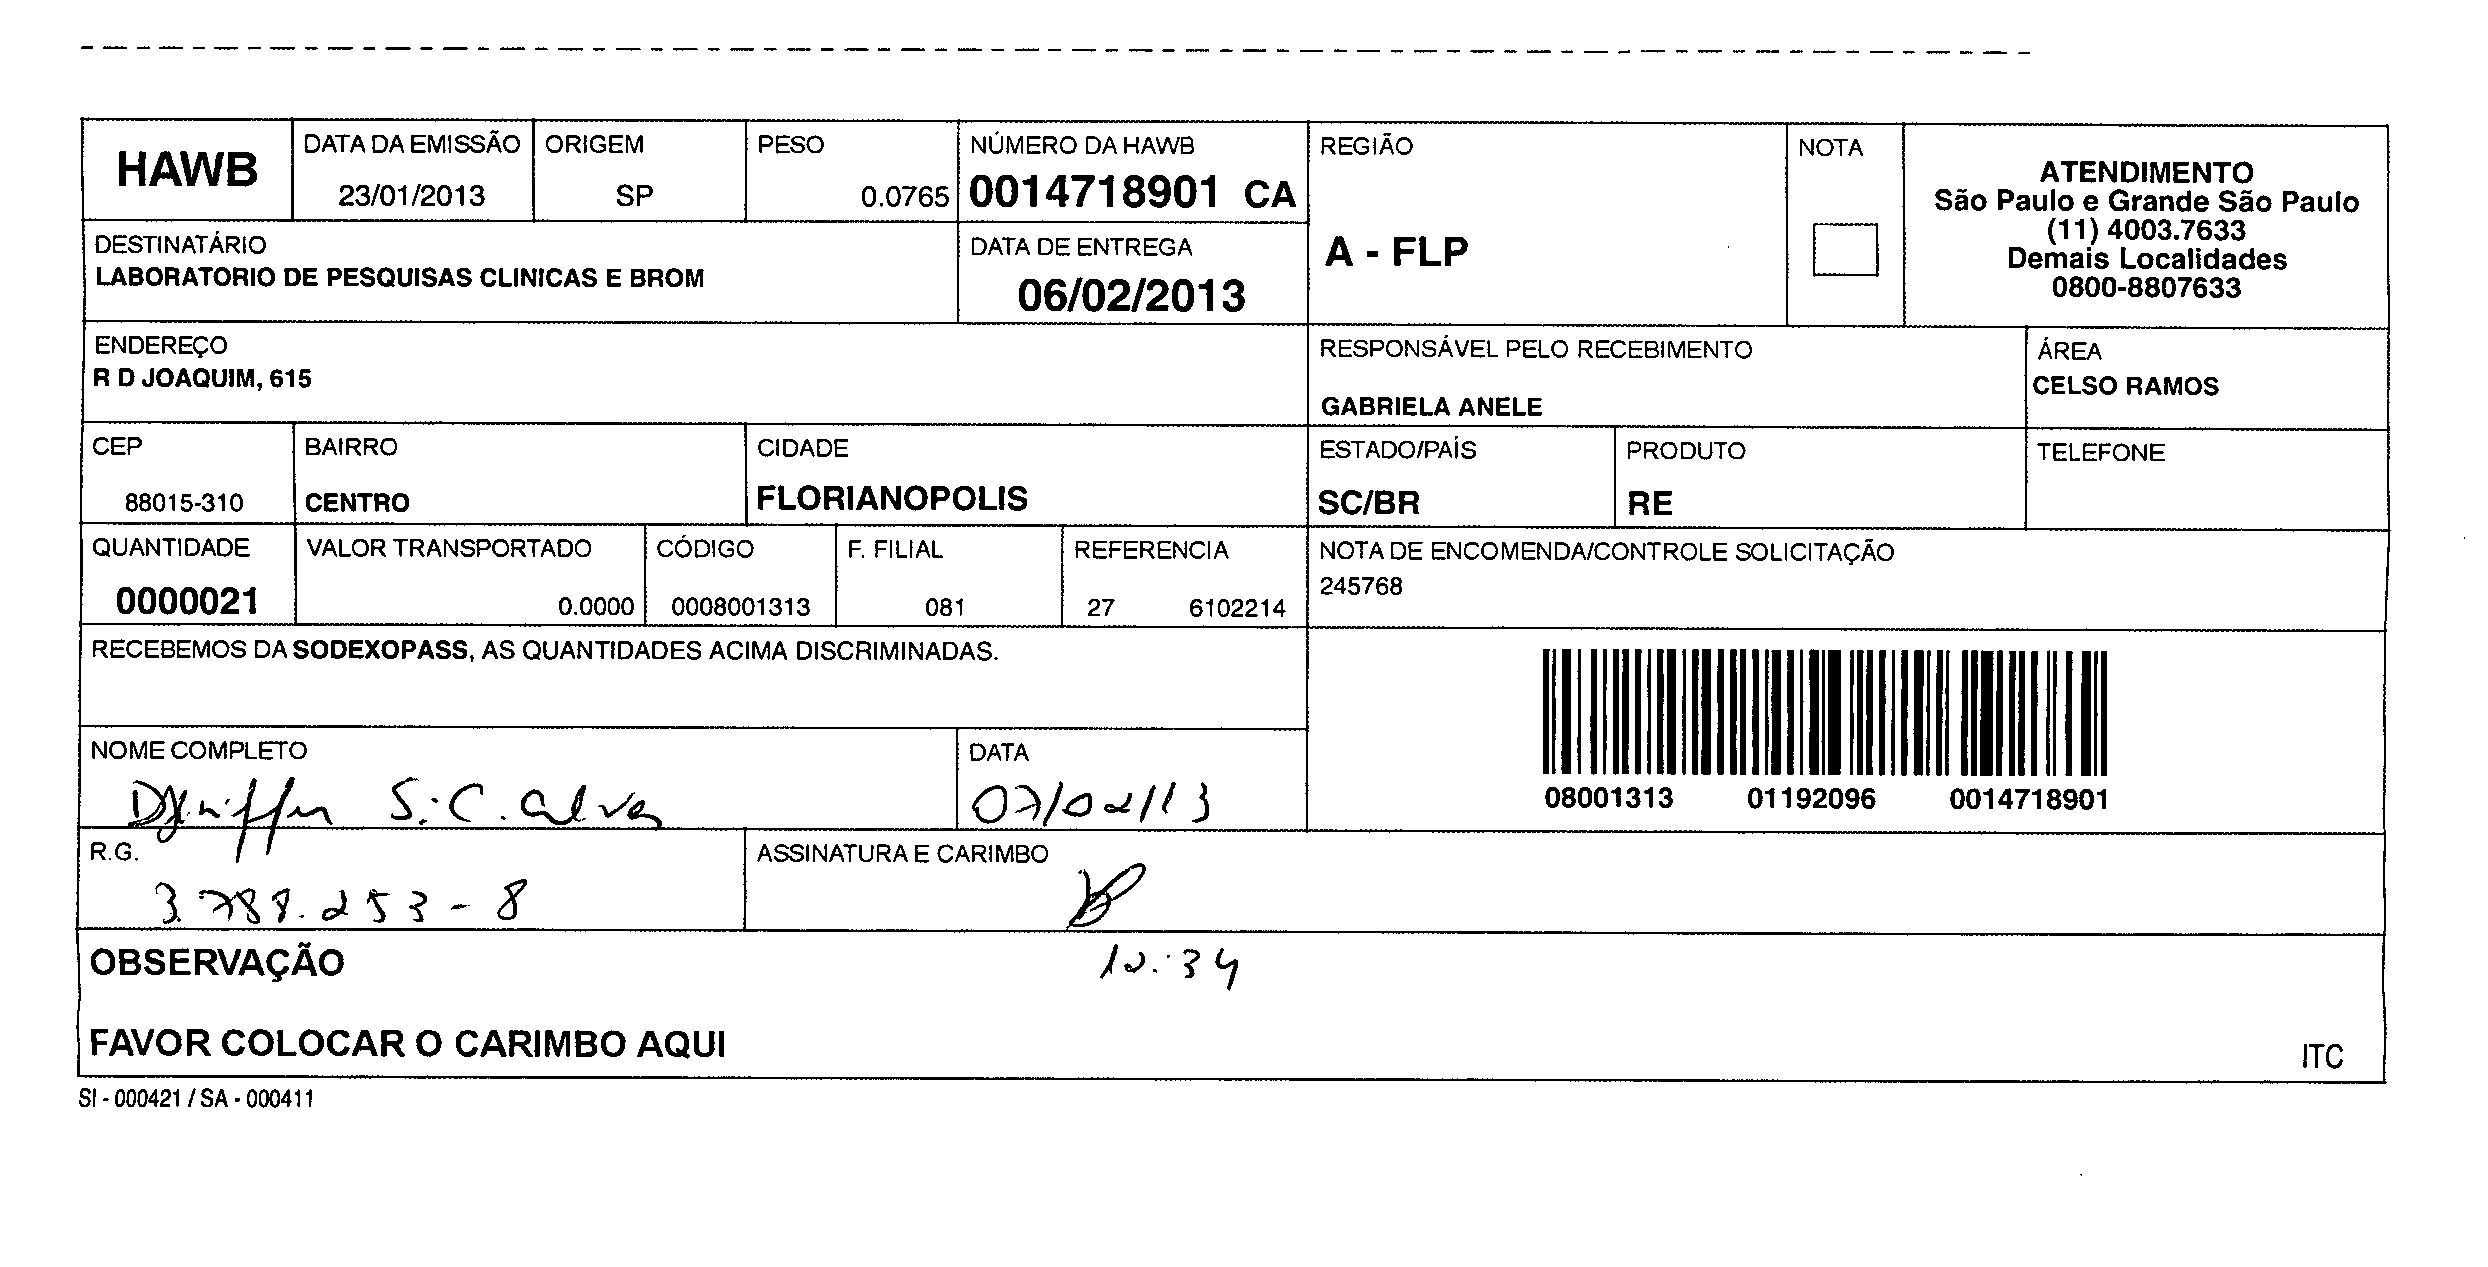 HAWB
DATA DA EMISSÃO
23/01/2013
ORIGEM
SP
PESO
0.0765
NÚMERO DA HAWB
0014718901 CA
REGIÃO
A - FLP
NOTA
ATENDIMENTO
São Paulo e Grande São Paulo
(11) 4003.7633
Demais Localidades
0800-8807633
DESTINATÁRIO
LABORATORIO DE PESQUISAS CLINICAS E BROM
DATA DE ENTREGA
06/02/2013
ENDEREÇO
R D JOAQUIM, 615
RESPONSÁVEL PELO RECEBIMENTO
GABRIELA ANELE
ÁREA
CELSO RAMOS
CEP
88015-310
BAIRRO
CENTRO
CIDADE
FLORIANOPOLIS
ESTADO/PAÍS
SC/BR
PRODUTO
RE
TELEFONE
QUANTIDADE
0000021
VALOR TRANSPORTADO
0.0000
CÓDIGO
0008001313
F. FILIAL
081
REFERENCIA
27 6102214
NOTA DE ENCOMENDA/CONTROLE SOLICITAÇÃO
245768
RECEBEMOS DA SODEXOPASS, AS QUANTIDADES ACIMA DISCRIMINADAS.
08001313 01192096 0014718901
NOME COMPLETO
S. C. Alves
DATA
07/02/13
R.G.
3.788.253-8
ASSINATURA E CARIMBO
12:34
OBSERVAÇÃO
FAVOR COLOCAR O CARIMBO AQUI
ITC
SI - 000421 / SA - 000411